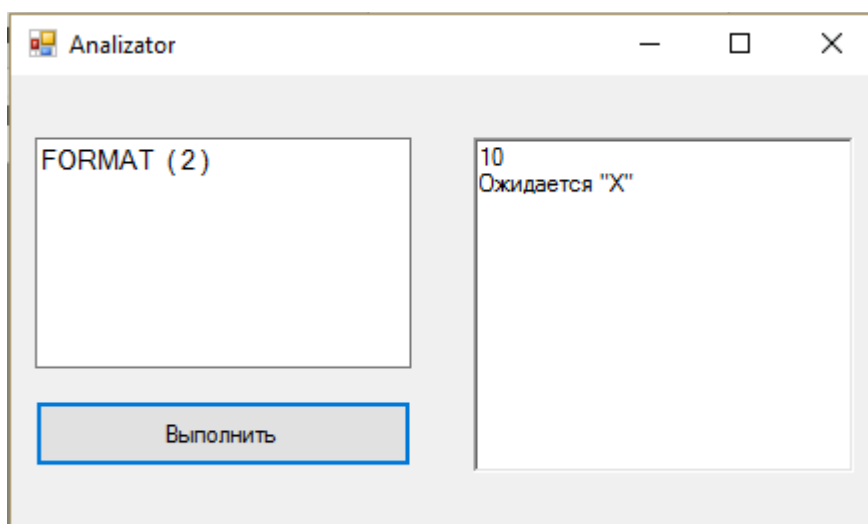 Analizator
FORMAT (2)
10
Ожидается "X"
Выполнить